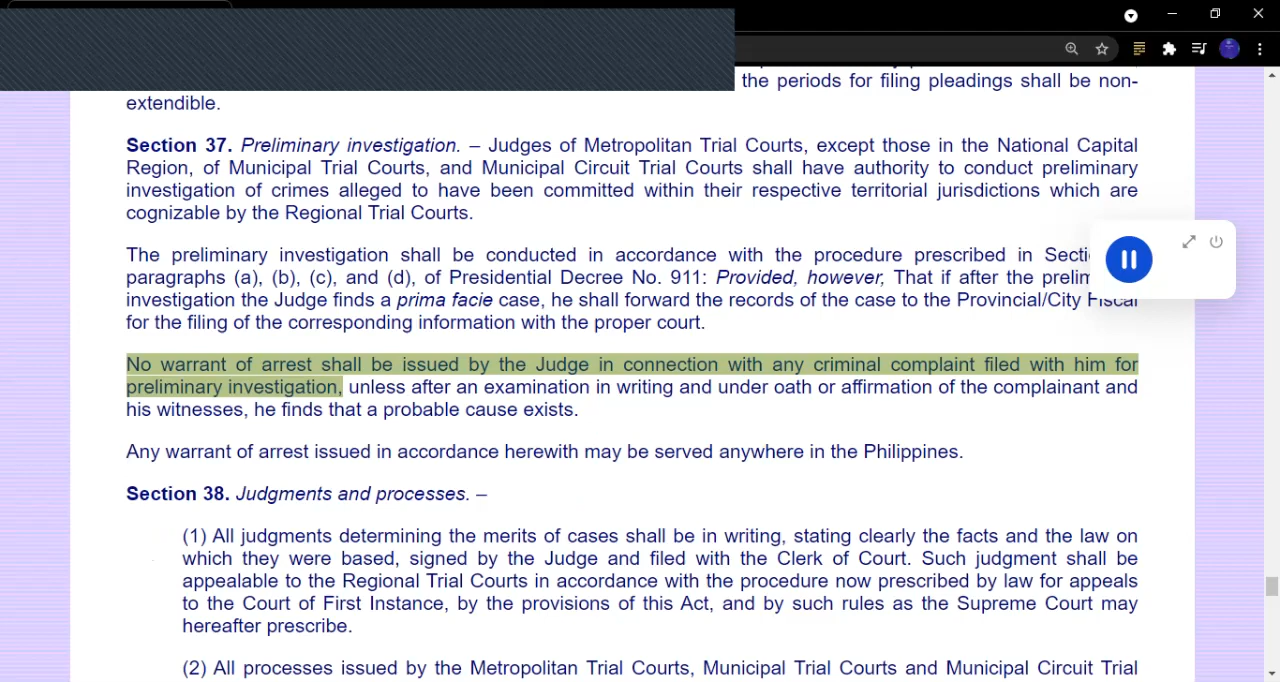 the periods for filing pleadings shall be non-
extendible.
Section 37. Preliminary investigation. – Judges of Metropolitan Trial Courts, except those in the National Capital
Region, of Municipal Trial Courts, and Municipal Circuit Trial Courts shall have authority to conduct preliminary
investigation of crimes alleged to have been committed within their respective territorial jurisdictions which are
cognizable by the Regional Trial Courts.
The preliminary investigation shall be conducted in accordance with the procedure prescribed in
paragraphs (a), (b), (c), and (d), of Presidential Decree No. 911: Provided, however, That if after the
investigation the Judge finds a prima facie case, he shall forward the records of the case to the Provincial/City Fiscal
for the filing of the corresponding information with the proper court.
No warrant of arrest shall be issued by the Judge in connection with any criminal complaint filed with him for
preliminary investigation, unless after an examination in writing and under oath or affirmation of the complainant and
his witnesses, he finds that a probable cause exists.
Any warrant of arrest issued in accordance herewith may be served anywhere in the Philippines.
Section 38. Judgments and processes. –
(1) All judgments determining the merits of cases shall be in writing, stating clearly the facts and the law on
which they were based, signed by the Judge and filed with the Clerk of Court. Such judgment shall be
appealable to the Regional Trial Courts in accordance with the procedure now prescribed by law for appeals
to the Court of First Instance, by the provisions of this Act, and by such rules as the Supreme Court may
hereafter prescribe.
(2) All processes issued by the Metropolitan Trial Courts, Municipal Trial Courts and Municipal Circuit Trial